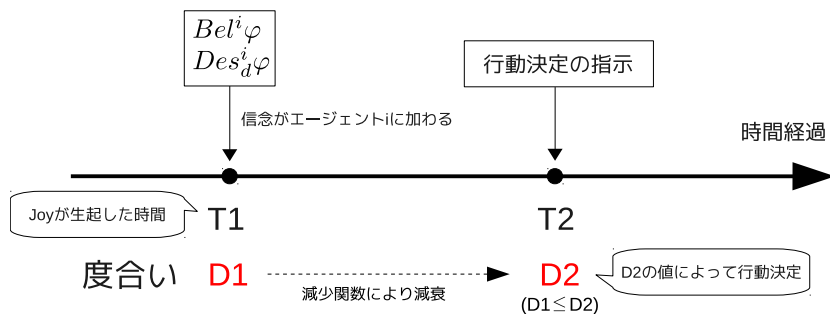 Belⁱφ
Desⁱ_dφ
行動決定の指示
信念がエージェントiに加わる
時間経過
Joyが生起した時間
T1
T2
度合い
D1
D2
D2の値によって行動決定
減少関数により減衰
(D1≦D2)